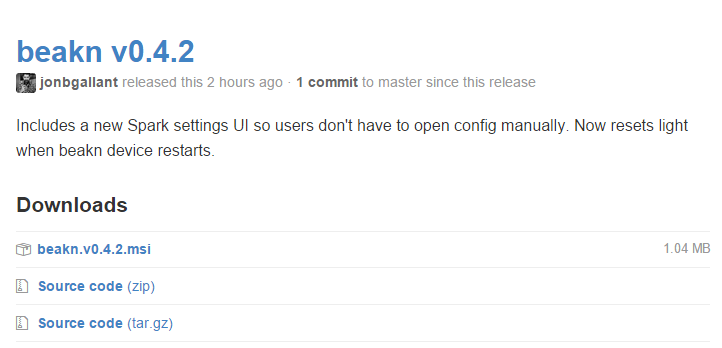 beakn v0.4.2
jonbgallant released this 2 hours ago · 1 commit to master since this release
Includes a new Spark settings UI so users don't have to open config manually. Now resets light
when beakn device restarts.
Downloads
beakn.v0.4.2.msi 1.04 MB
Source code (zip)
Source code (tar.gz)